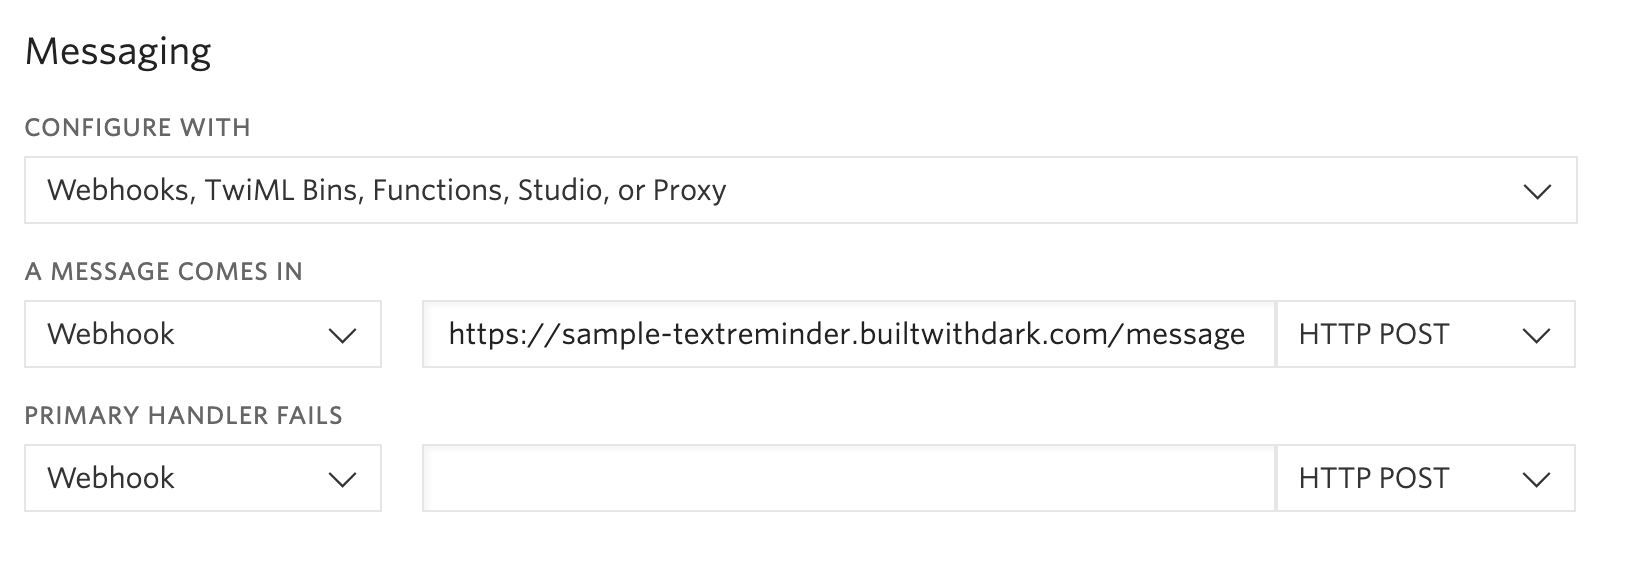 Messaging
CONFIGURE WITH
Webhooks, TwiML Bins, Functions, Studio, or Proxy
A MESSAGE COMES IN
Webhook https://sample-textreminder.builtwithdark.com/message HTTP POST
PRIMARY HANDLER FAILS
Webhook HTTP POST